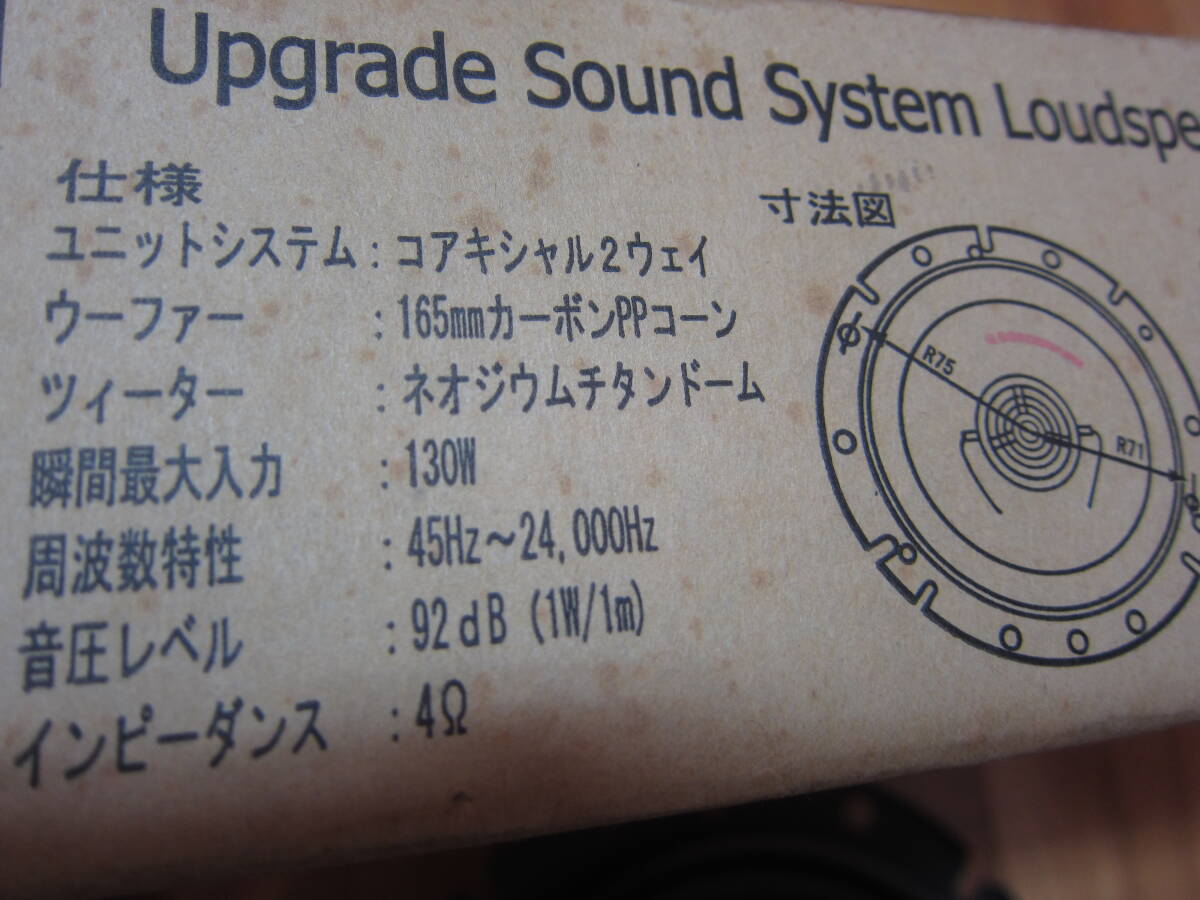 Upgrade Sound System Loudspe
仕様
ユニットシステム：コアキシャル2ウェイ
ウーファー：165mmカーボンPPコーン
ツィーター：ネオジウムチタンドーム
瞬間最大入力：130W
周波数特性：45Hz～24,000Hz
音圧レベル：92dB (1W/1m)
インピーダンス：4Ω
寸法図
R75
R71